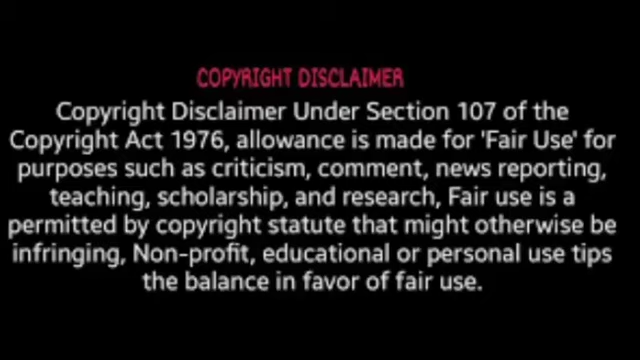 COPYRIGHT DISCLAIMER
Copyright Disclaimer Under Section 107 of the
Copyright Act 1976, allowance is made for 'Fair Use' for
purposes such as criticism, comment, news reporting,
teaching, scholarship, and research, Fair use is a
permitted by copyright statute that might otherwise be
infringing, Non-profit, educational or personal use tips
the balance in favor of fair use.